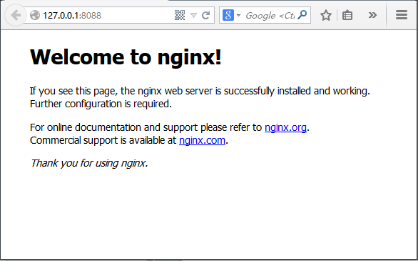 127.0.0.1:8088
Google <Ct
Welcome to nginx!
If you see this page, the nginx web server is successfully installed and working.
Further configuration is required.
For online documentation and support please refer to nginx.org.
Commercial support is available at nginx.com.
Thank you for using nginx.